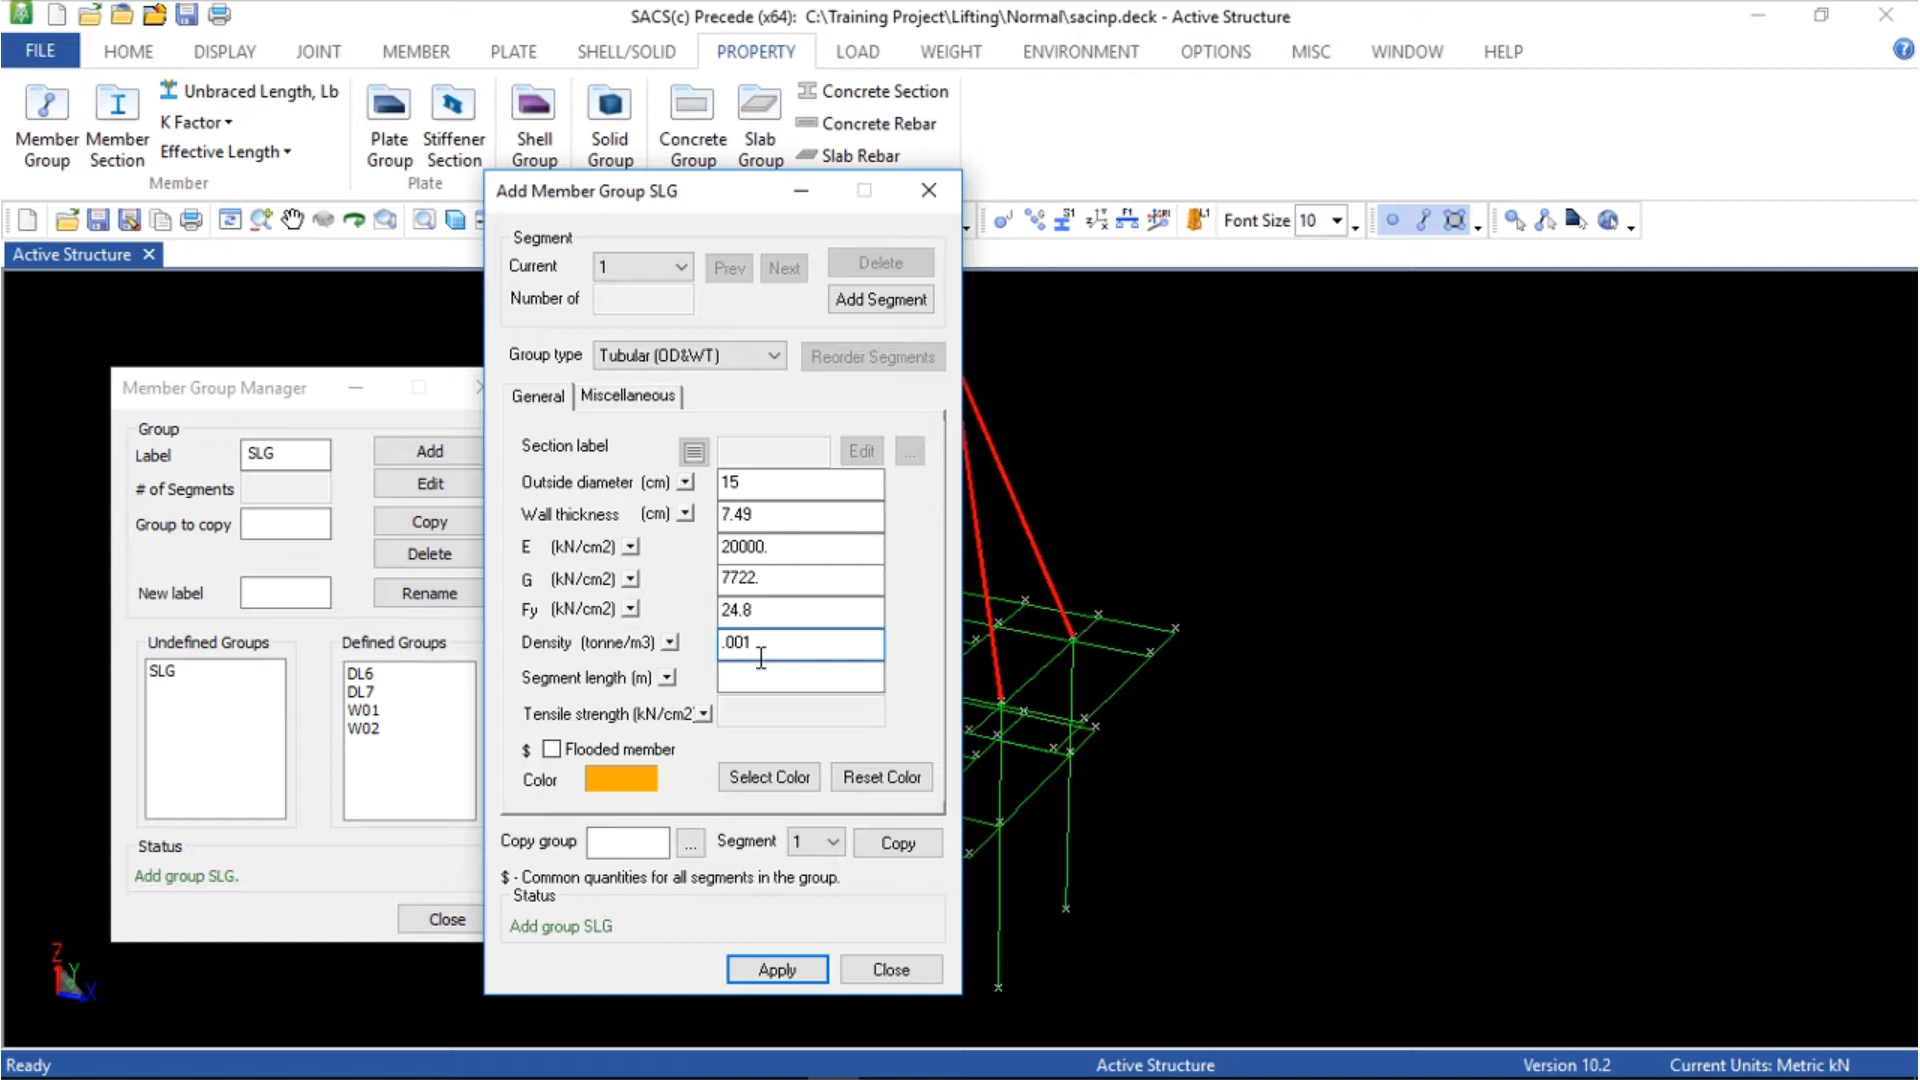 SACS(c) Precede (x64):  C:\Training Project\Lifting\Normal\sacinp.deck - Active Structure
FILE HOME DISPLAY JOINT MEMBER PLATE SHELL/SOLID PROPERTY LOAD WEIGHT ENVIRONMENT OPTIONS MISC WINDOW HELP
Member Group
Member Section
Unbraced Length, Lb
K Factor
Effective Length
Member
Plate Group
Stiffener Section
Plate
Shell Group
Solid Group
Concrete Group
Slab Group
Concrete Section
Concrete Rebar
Slab Rebar
Font Size 10
Active Structure
Member Group Manager
Group
Label SLG Add
# of Segments Edit
Group to copy Copy
Delete
New label Rename
Undefined Groups
SLG
Defined Groups
DL6
DL7
W01
W02
Status
Add group SLG.
Close
Add Member Group SLG
Segment
Current 1 Prev Next Delete
Number of Add Segment
Group type Tubular (OD&WT) Reorder Segments
General Miscellaneous
Section label Edit ...
Outside diameter (cm) 15
Wall thickness (cm) 7.49
E (kN/cm2) 20000.
G (kN/cm2) 7722.
Fy (kN/cm2) 24.8
Density (tonne/m3) .001
Segment length (m)
Tensile strength (kN/cm2
$ Flooded member
Color Select Color Reset Color
Copy group ... Segment 1 Copy
$ - Common quantities for all segments in the group.
Status
Add group SLG
Apply Close
Z
Y
X
Ready Active Structure Version 10.2 Current Units: Metric kN